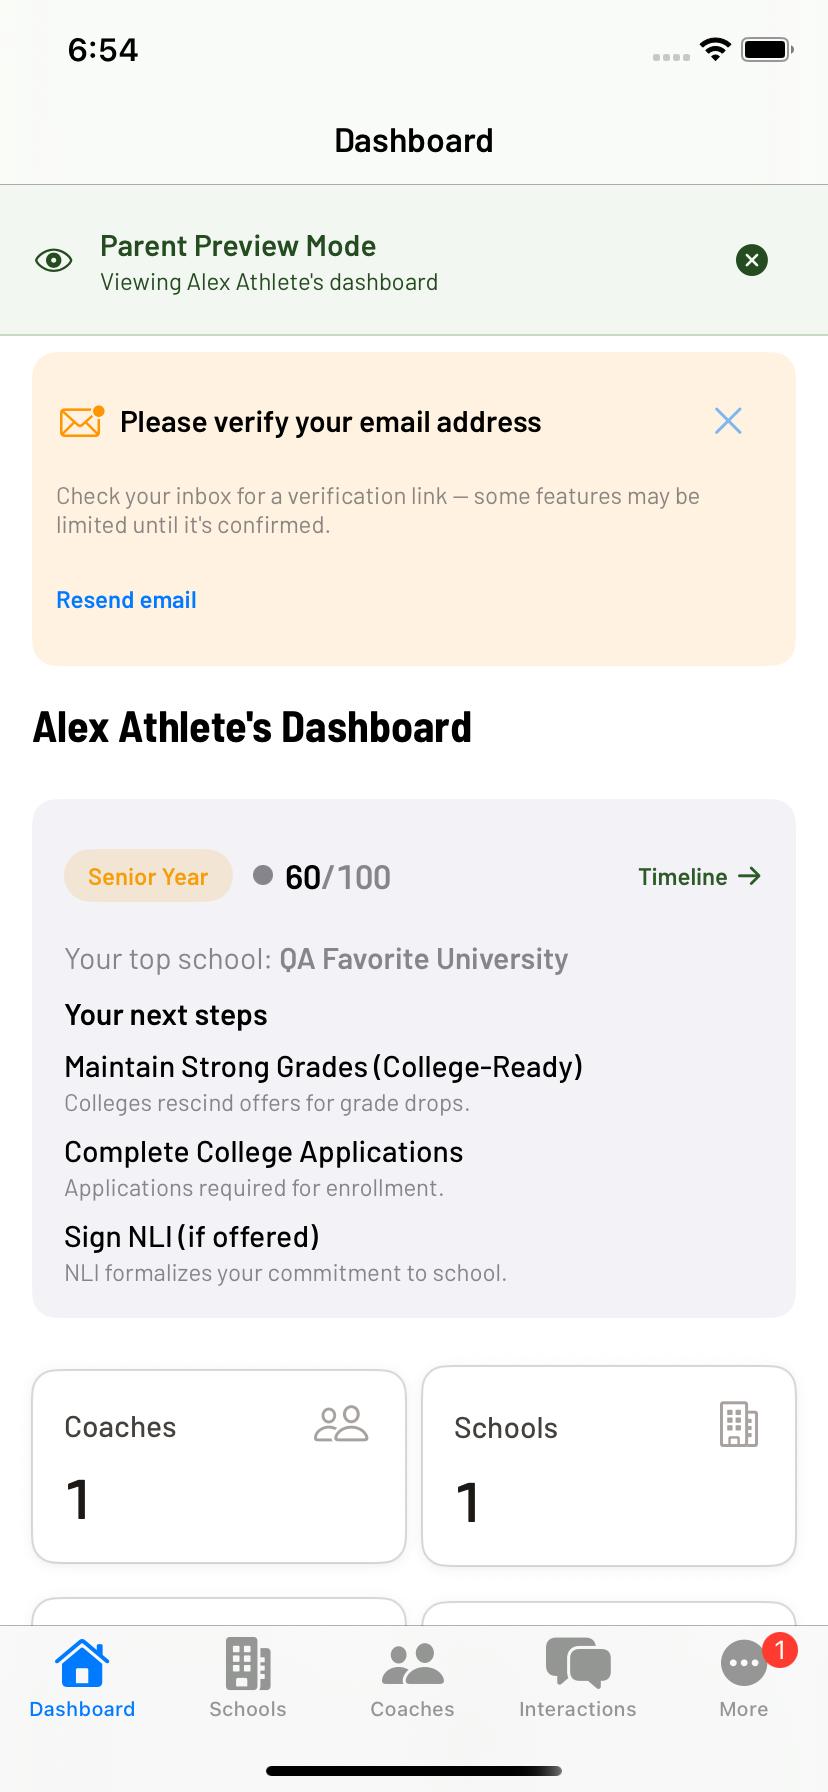 6:54
Dashboard
Parent Preview Mode
Viewing Alex Athlete's dashboard
Please verify your email address
Check your inbox for a verification link — some features may be
limited until it's confirmed.
Resend email
Alex Athlete's Dashboard
Senior Year
60/100
Timeline
Your top school: QA Favorite University
Your next steps
Maintain Strong Grades (College-Ready)
Colleges rescind offers for grade drops.
Complete College Applications
Applications required for enrollment.
Sign NLI (if offered)
NLI formalizes your commitment to school.
Coaches
1
Schools
1
Dashboard
Schools
Coaches
Interactions
More
1